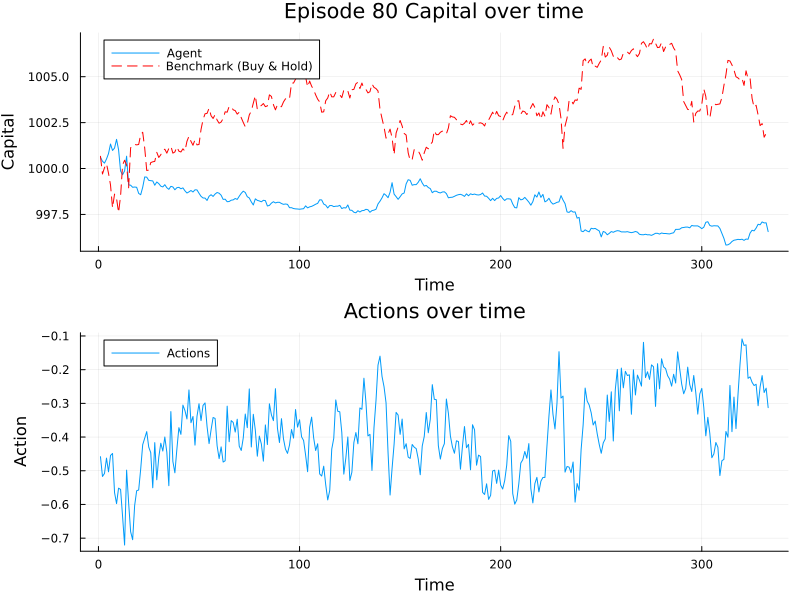 Episode 80 Capital over time
Agent
Benchmark (Buy & Hold)
1005.0
1002.5
1000.0
997.5
Capital
0
100
200
300
Time
Actions over time
Actions
−0.1
−0.2
−0.3
−0.4
−0.5
−0.6
−0.7
Action
0
100
200
300
Time